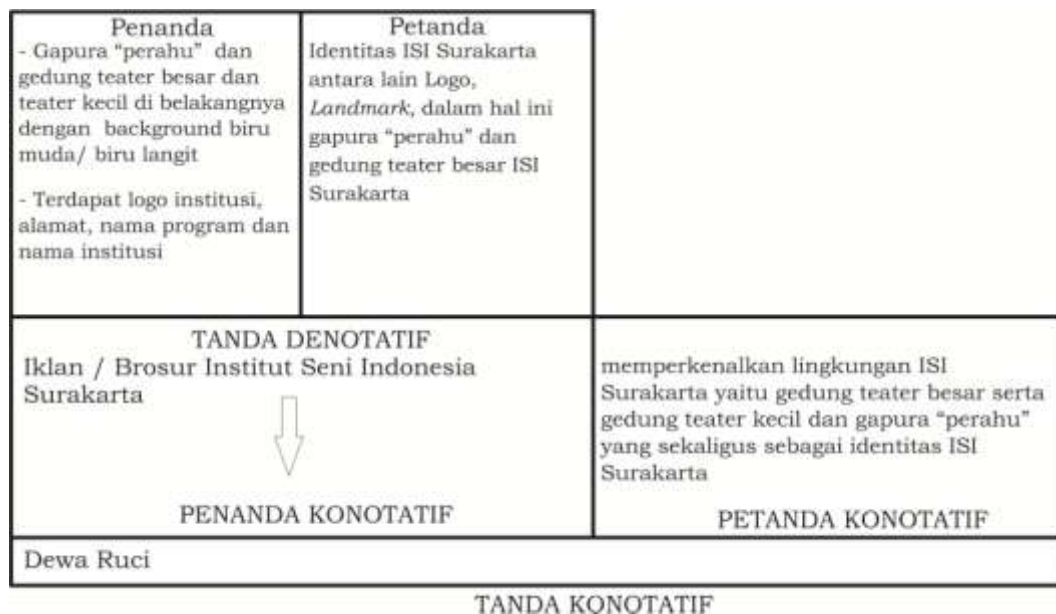 Penanda
- Gapura “perahu” dan
gedung teater besar dan
teater kecil di belakangnya
dengan background biru
muda/ biru langit
- Terdapat logo institusi,
alamat, nama program dan
nama institusi
Petanda
Identitas ISI Surakarta
antara lain Logo,
Landmark, dalam hal ini
gapura “perahu” dan
gedung teater besar ISI
Surakarta
TANDA DENOTATIF
Iklan / Brosur Institut Seni Indonesia
Surakarta
PENANDA KONOTATIF
memperkenalkan lingkungan ISI
Surakarta yaitu gedung teater besar serta
gedung teater kecil dan gapura “perahu”
yang sekaligus sebagai identitas ISI
Surakarta
PETANDA KONOTATIF
Dewa Ruci
TANDA KONOTATIF